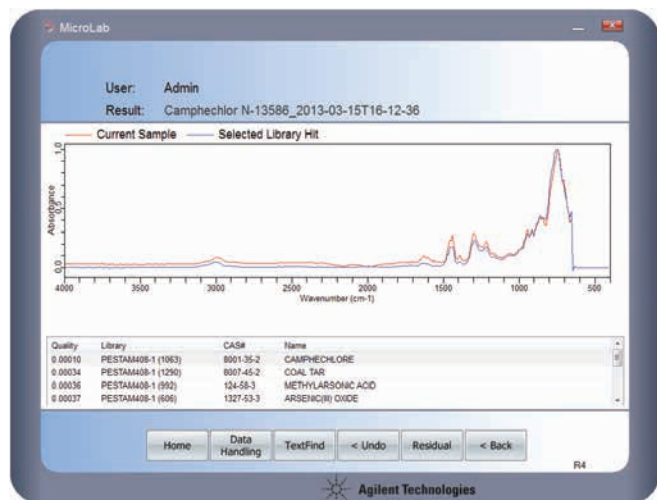 MicroLab
User: Admin
Result: Camphechlor N-13586_2013-03-15T16-12-36
Current Sample Selected Library Hit
1.0
0.5
0.0
Absorbance
4000 3500 3000 2500 2000 1500 1000 500
Wavenumber (cm-1)
Quality Library CAS# Name
0.00010 PESTAM408-1 (1063) 8001-35-2 CAMPHECHLORE
0.00034 PESTAM408-1 (1290) 8007-45-2 COAL TAR
0.00036 PESTAM408-1 (992) 124-58-3 METHYLARSONIC ACID
0.00037 PESTAM408-1 (606) 1327-53-3 ARSENIC(III) OXIDE
Home Data Handling TextFind < Undo Residual < Back
R4
Agilent Technologies